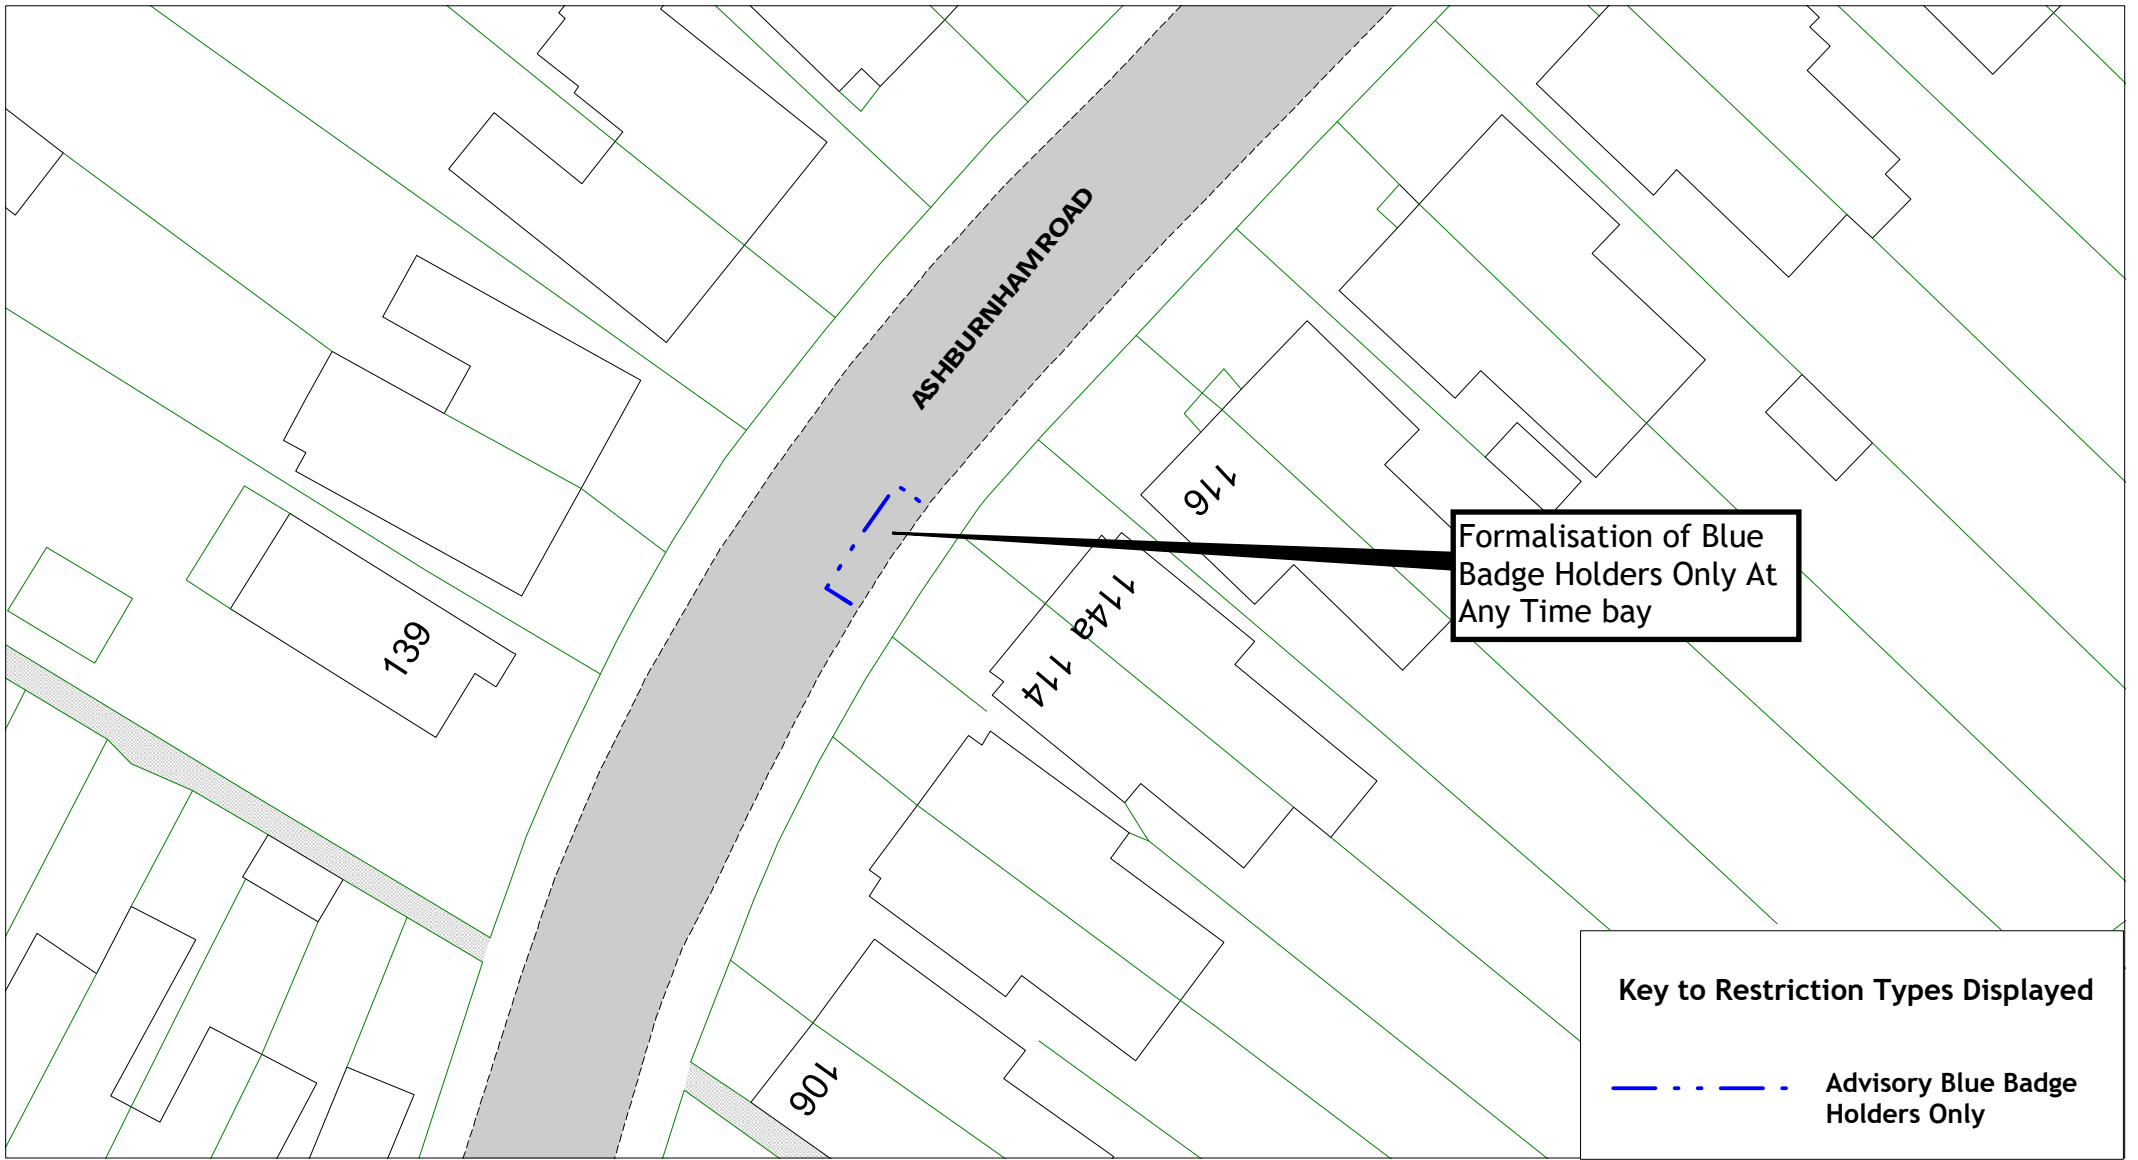 ASHBURNHAM ROAD
116
Formalisation of Blue
Badge Holders Only At
Any Time bay
114a
114
139
106
Key to Restriction Types Displayed
Advisory Blue Badge
Holders Only